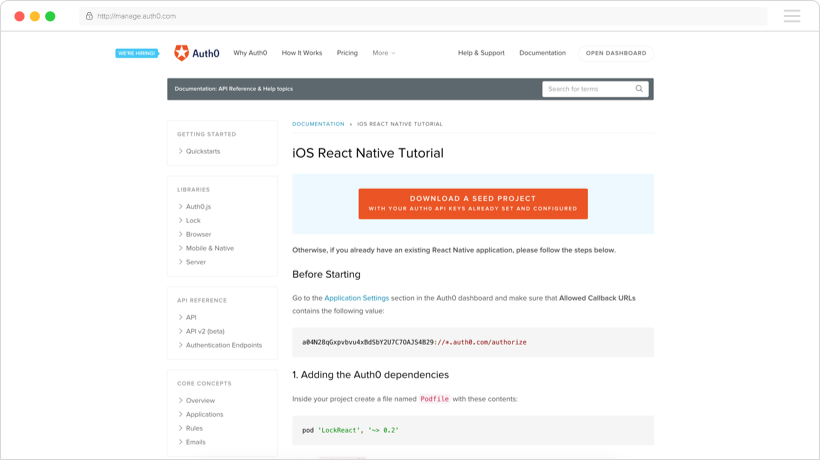 http://manage.auth0.com
WE'RE HIRING!
Auth0
Why Auth0
How It Works
Pricing
More
Help & Support
Documentation
OPEN DASHBOARD
Documentation: API Reference & Help topics
Search for terms
GETTING STARTED
Quickstarts
LIBRARIES
Auth0.js
Lock
Browser
Mobile & Native
Server
API REFERENCE
API
API v2 (beta)
Authentication Endpoints
CORE CONCEPTS
Overview
Applications
Rules
Emails
DOCUMENTATION › IOS REACT NATIVE TUTORIAL
iOS React Native Tutorial
DOWNLOAD A SEED PROJECT
WITH YOUR AUTH0 API KEYS ALREADY SET AND CONFIGURED
Otherwise, if you already have an existing React Native application, please follow the steps below.
Before Starting
Go to the Application Settings section in the Auth0 dashboard and make sure that Allowed Callback URLs
contains the following value:
a04N28qGxpvbvu4xBdSbY2U7C7OAJS4B29://*.auth0.com/authorize
1. Adding the Auth0 dependencies
Inside your project create a file named Podfile with these contents:
pod 'LockReact', '~> 0.2'